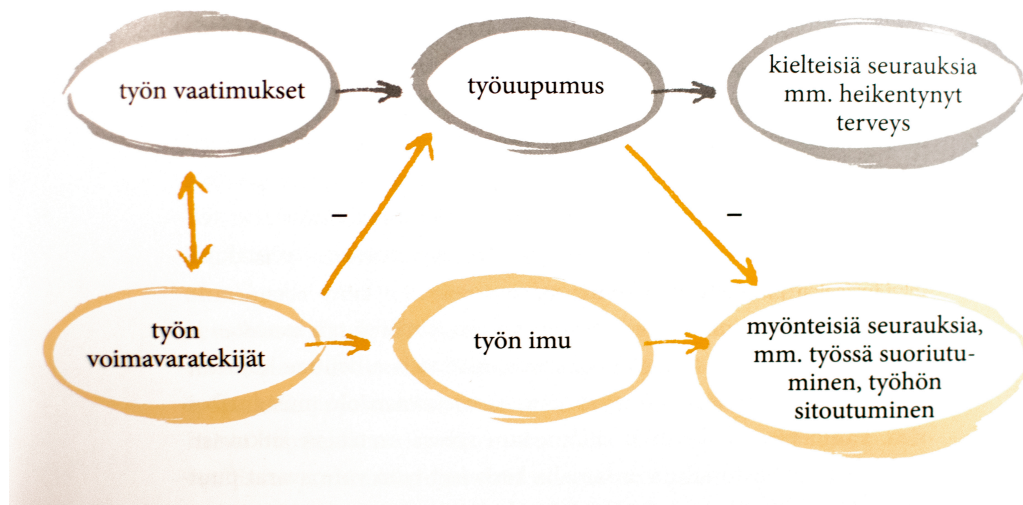 työn vaatimukset
työuupumus
kielteisiä seurauksia
mm. heikentynyt
terveys
–
–
työn
voimavaratekijät
työn imu
myönteisiä seurauksia,
mm. työssä suoriutu-
minen, työhön
sitoutuminen